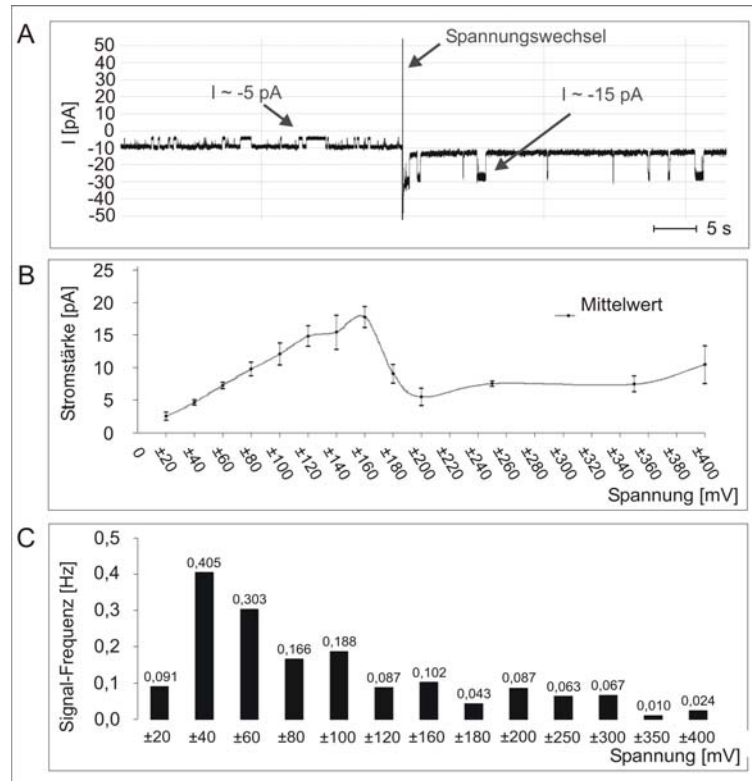 A
Spannungswechsel
I ~ -5 pA
I ~ -15 pA
I [pA]
50
40
30
20
10
0
-10
-20
-30
-40
-50
5 s
B
Stromstärke [pA]
25
20
15
10
5
0
Mittelwert
0 ±20 ±40 ±60 ±80 ±100 ±120 ±140 ±160 ±180 ±200 ±220 ±240 ±260 ±280 ±300 ±320 ±340 ±360 ±380 ±400
Spannung [mV]
C
Signal-Frequenz [Hz]
0,5
0,4
0,3
0,2
0,1
0,0
0,091 0,405 0,303 0,166 0,188 0,087 0,102 0,043 0,087 0,063 0,067 0,010 0,024
±20 ±40 ±60 ±80 ±100 ±120 ±160 ±180 ±200 ±250 ±300 ±350 ±400
Spannung [mV]